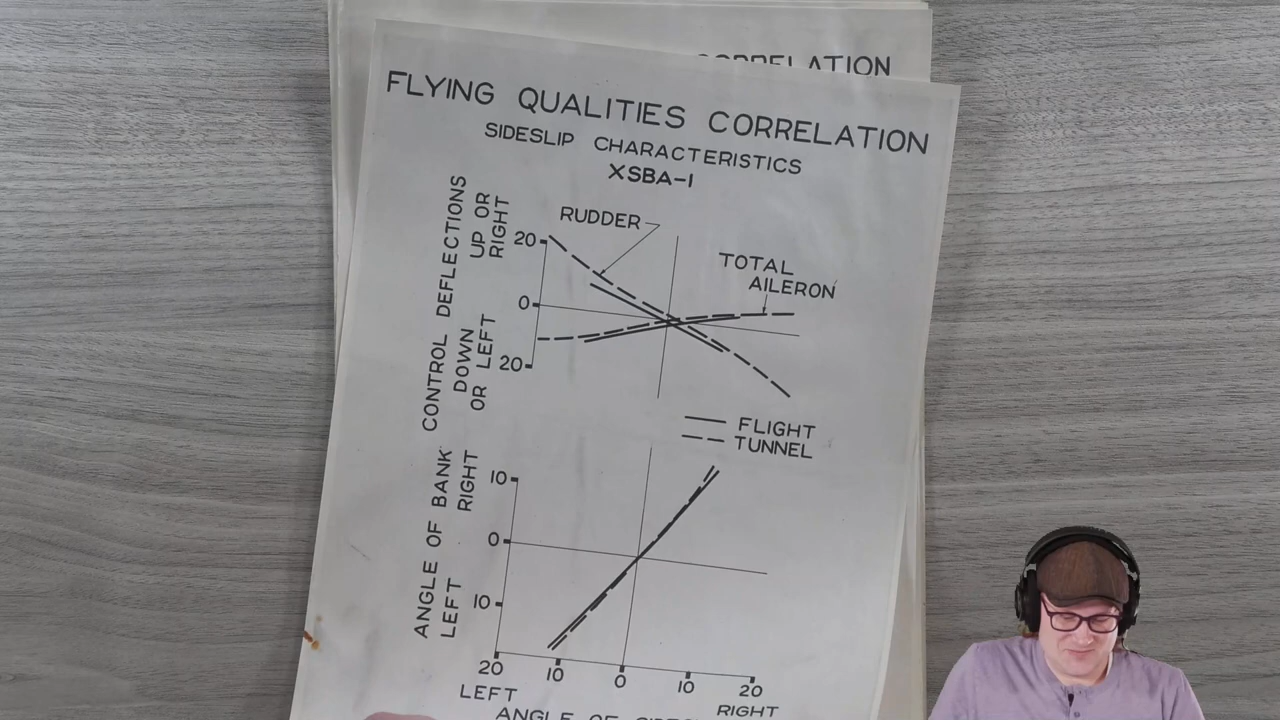 CORRELATION
FLYING QUALITIES CORRELATION
SIDESLIP CHARACTERISTICS
XSBA-1
CONTROL DEFLECTIONS
UP OR
RIGHT
DOWN
OR LEFT
20
0
20
RUDDER
TOTAL
AILERON
FLIGHT
TUNNEL
ANGLE OF BANK
RIGHT
LEFT
10
0
10
20 10 0 10 20
LEFT RIGHT
ANGLE OF